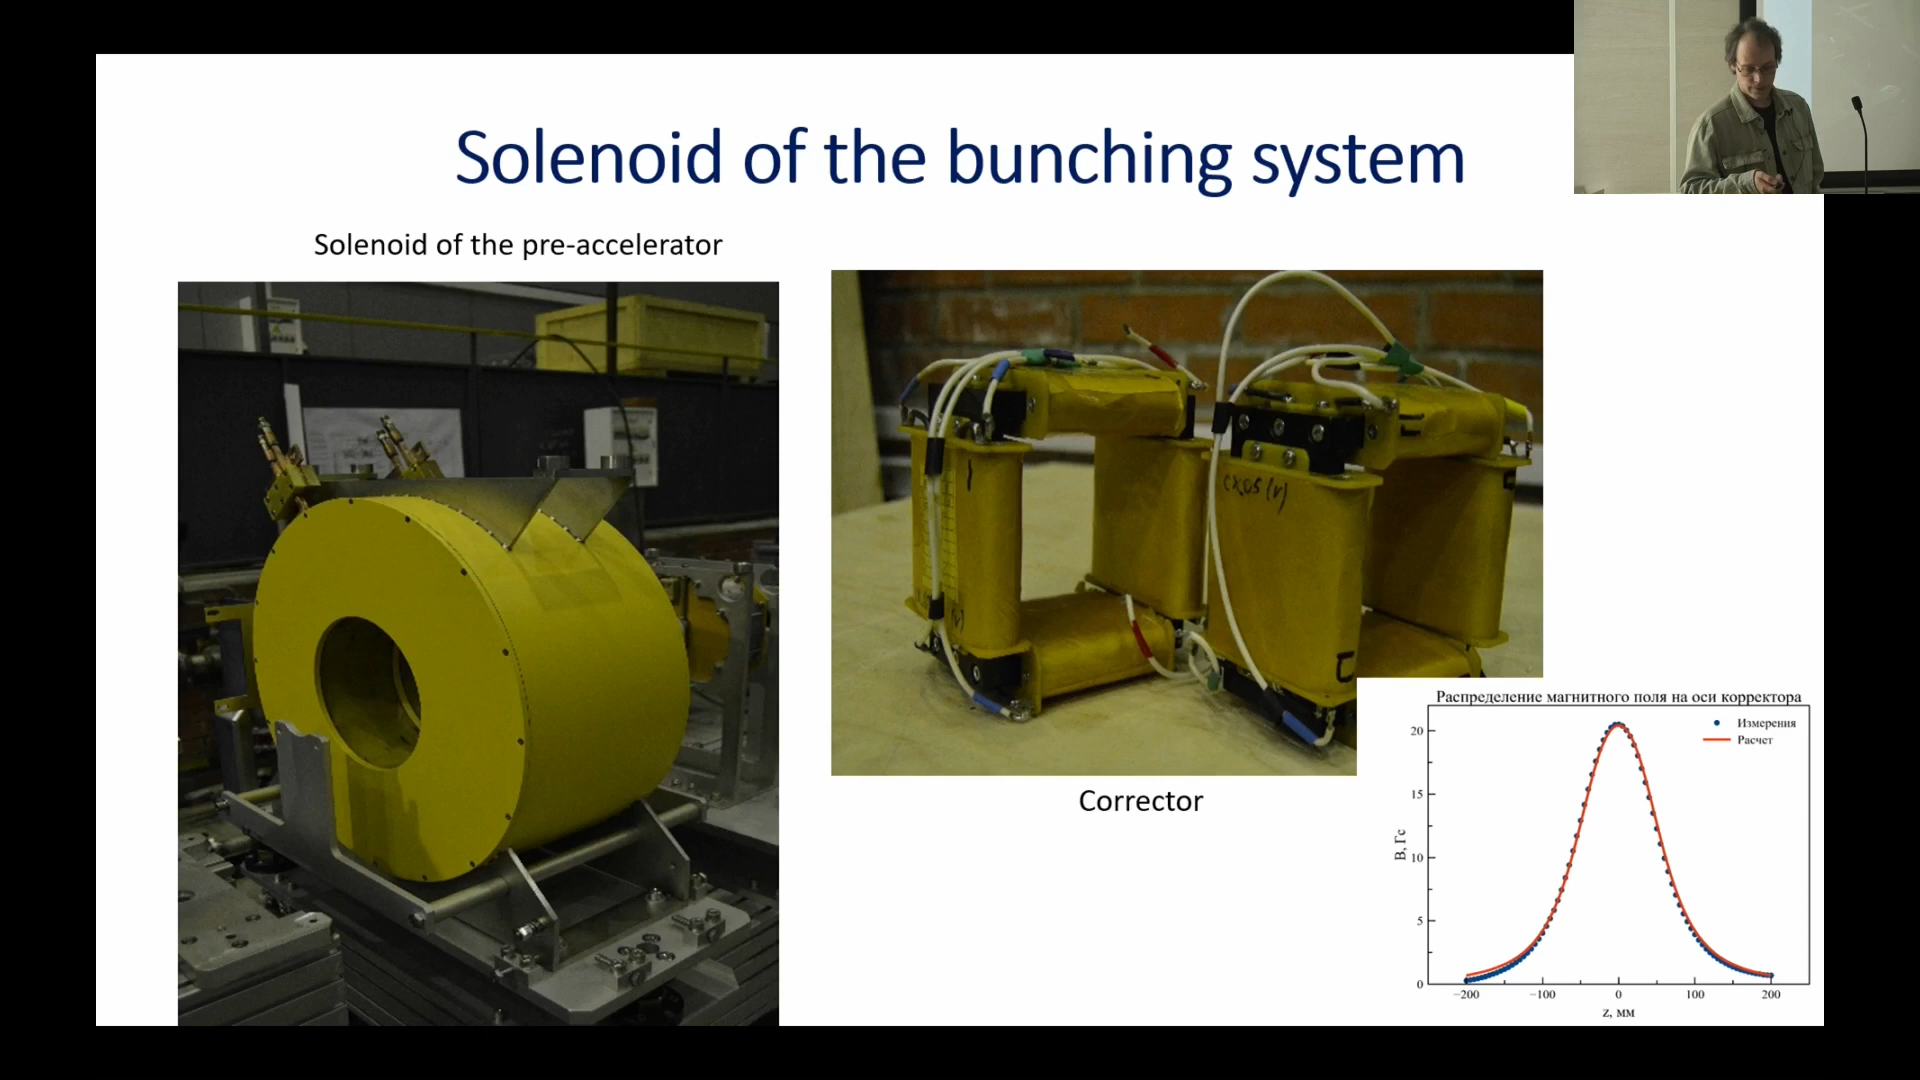 Solenoid of the bunching system
Solenoid of the pre-accelerator
Corrector
Распределение магнитного поля на оси корректора
Измерения
Расчет
B, Гс
20
15
10
5
0
−200
−100
0
100
200
z, мм